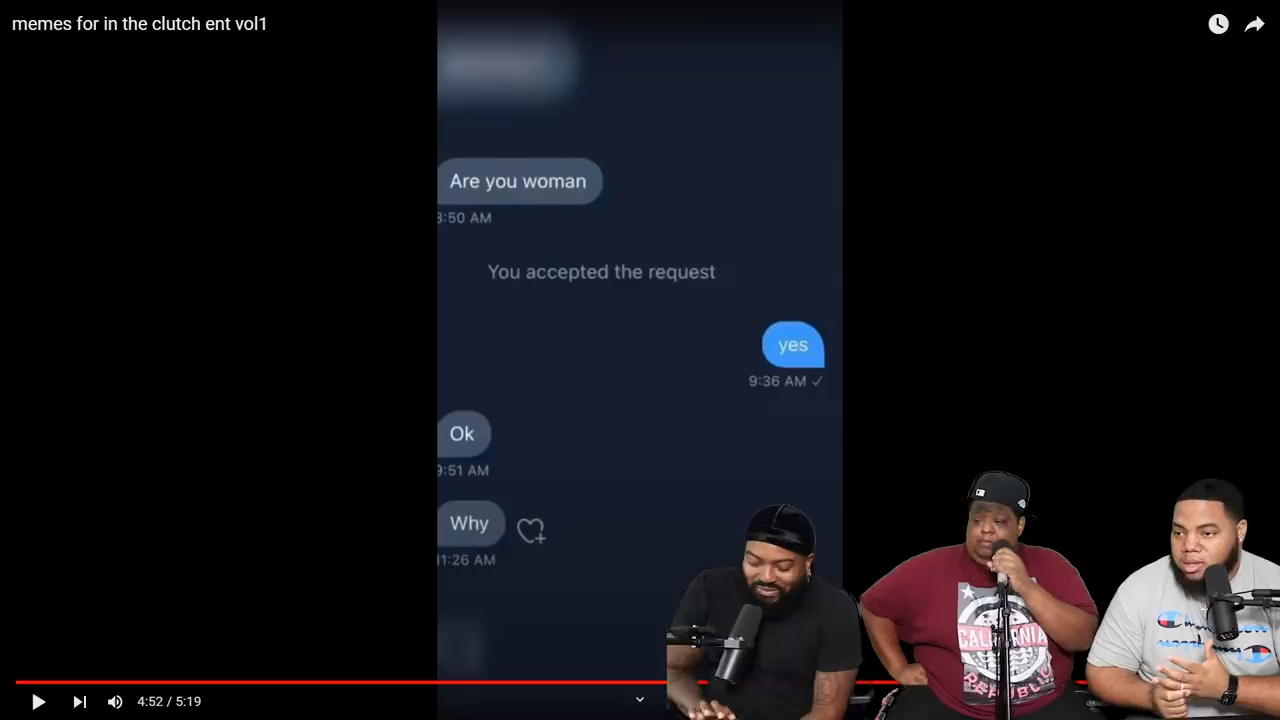 memes for in the clutch ent vol1
Are you woman
3:50 AM
You accepted the request
yes
9:36 AM ✓
Ok
9:51 AM
Why
11:26 AM
CALIFORNIA
REPUBLIC
Champion
4:52 / 5:19